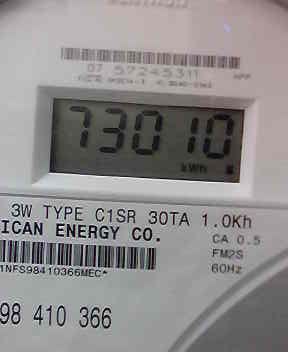 07 57245311 APP
73010
kWh
3W TYPE C1SR 30TA 1.0Kh
ICAN ENERGY CO.
CA 0.5
FM2S
60Hz
1NFS98410366MEC*
98 410 366